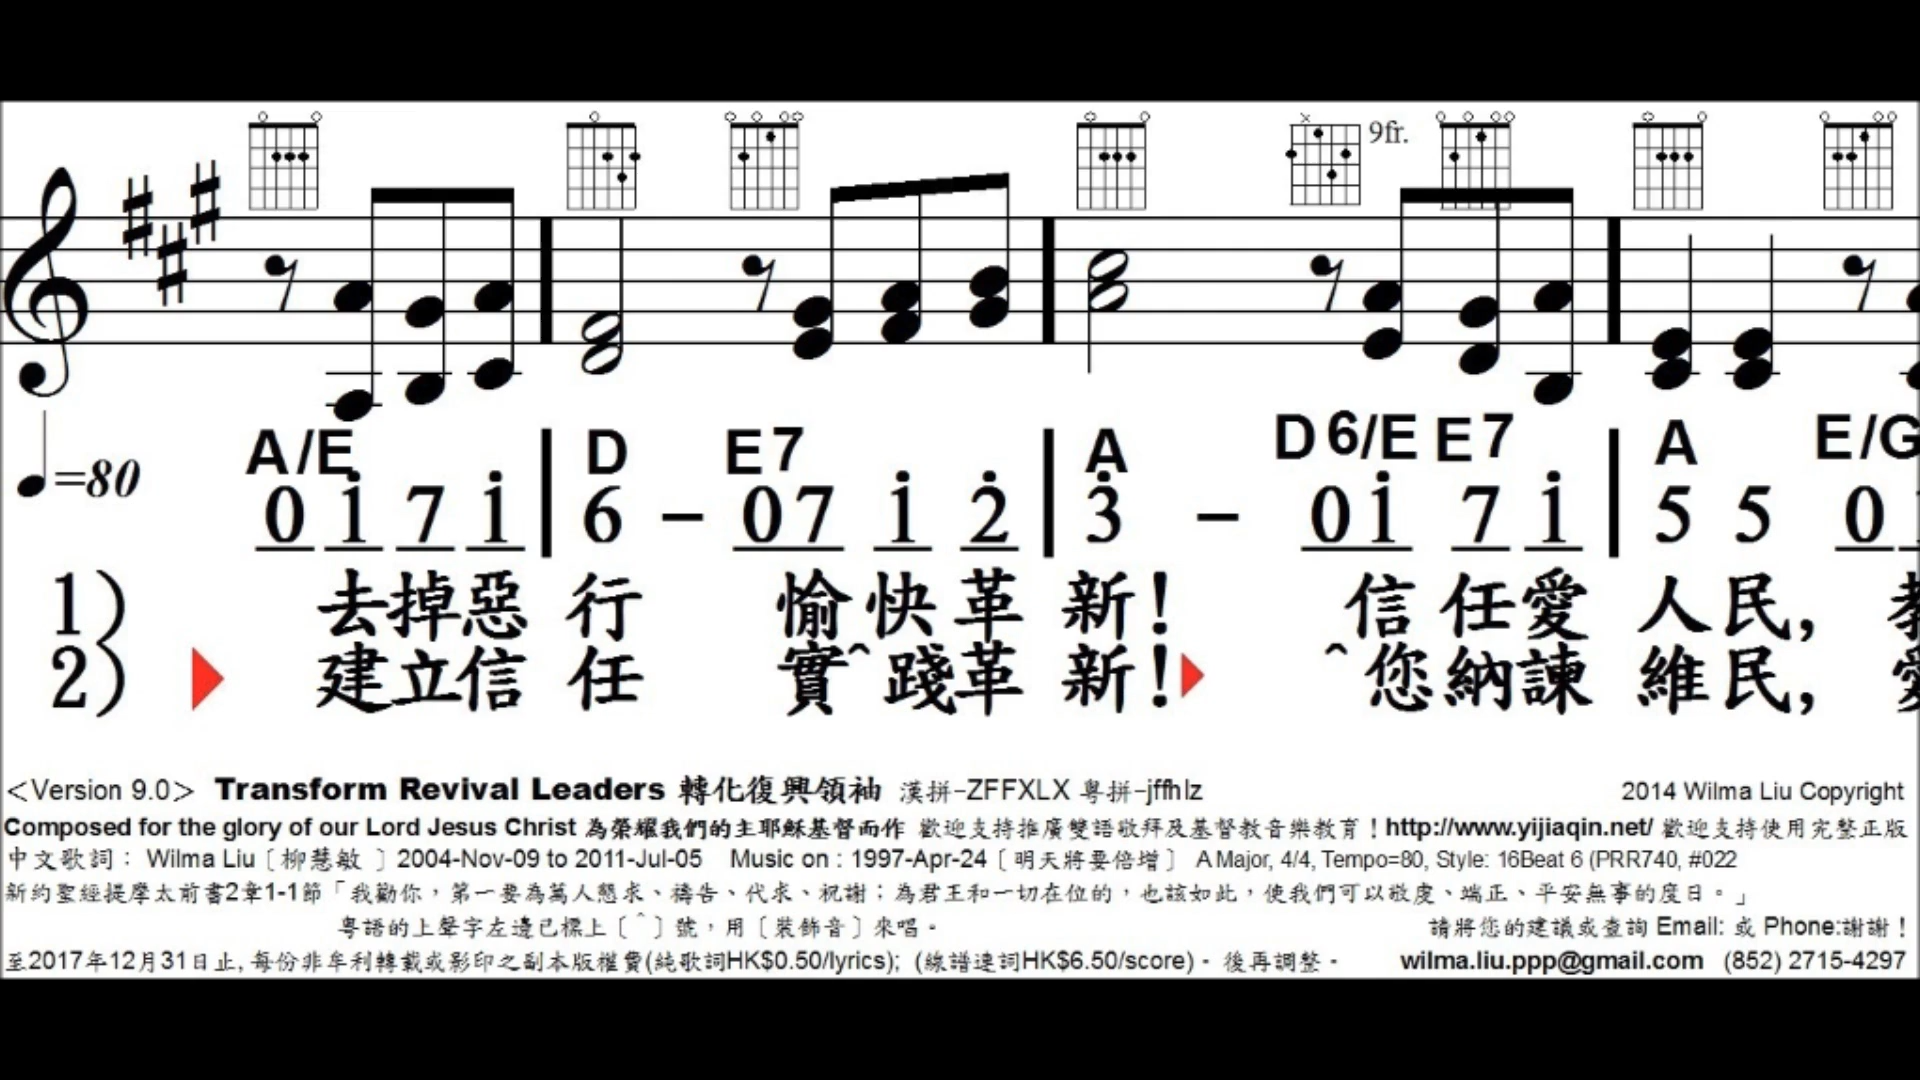 9fr.
♩=80
A/E D E7 A D6/E E7 A E/G
0 1 7 1 | 6 – 0 7 1 2 | 3 – 0 1 7 1 | 5 5 0
1) 去掉惡 行 愉快革 新! 信 任愛 人民,
2) 建立信 任 實^踐革 新! ^您納諫 維民,
<Version 9.0> Transform Revival Leaders 轉化復興領袖 漢拼-ZFFXLX 粵拼-jffhlz 2014 Wilma Liu Copyright
Composed for the glory of our Lord Jesus Christ 為榮耀我們的主耶穌基督而作 歡迎支持推廣雙語敬拜及基督教音樂教育！http://www.yijiaqin.net/ 歡迎支持使用完整正版
中文歌詞： Wilma Liu〔柳慧敏 〕2004-Nov-09 to 2011-Jul-05 Music on : 1997-Apr-24〔明天將要倍增〕 A Major, 4/4, Tempo=80, Style: 16Beat 6 (PRR740, #022
新約聖經提摩太前書2章1-1節「我勸你，第一要為萬人懇求、禱告、代求、祝謝；為君王和一切在位的，也該如此，使我們可以敬虔、端正、平安無事的度日。」
粵語的上聲字左邊已標上〔ˆ〕號，用〔裝飾音〕來唱。 請將您的建議或查詢 Email: 或 Phone:謝謝！
至2017年12月31日止, 每份非牟利轉載或影印之副本版權費(純歌詞HK$0.50/lyrics); (線譜連詞HK$6.50/score)。後再調整。 wilma.liu.ppp@gmail.com (852) 2715-4297